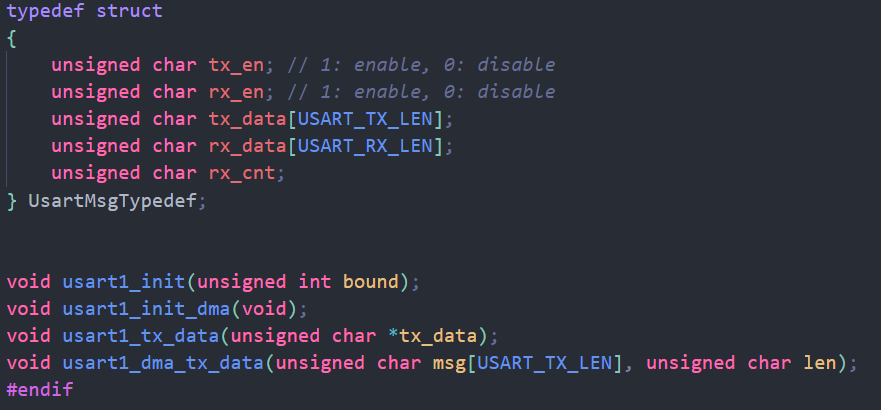 typedef struct
{
    unsigned char tx_en; // 1: enable, 0: disable
    unsigned char rx_en; // 1: enable, 0: disable
    unsigned char tx_data[USART_TX_LEN];
    unsigned char rx_data[USART_RX_LEN];
    unsigned char rx_cnt;
} UsartMsgTypedef;
void usart1_init(unsigned int bound);
void usart1_init_dma(void);
void usart1_tx_data(unsigned char *tx_data);
void usart1_dma_tx_data(unsigned char msg[USART_TX_LEN], unsigned char len);
#endif